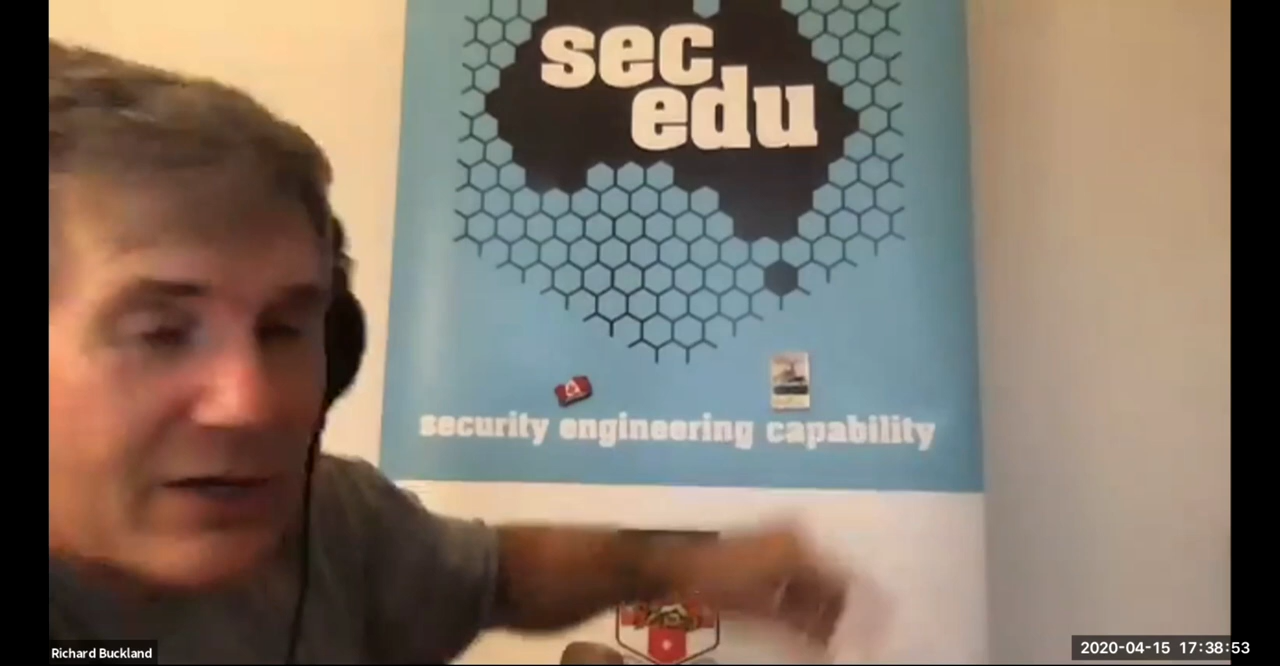 sec
edu
security engineering capability
Richard Buckland
2020-04-15 17:38:53